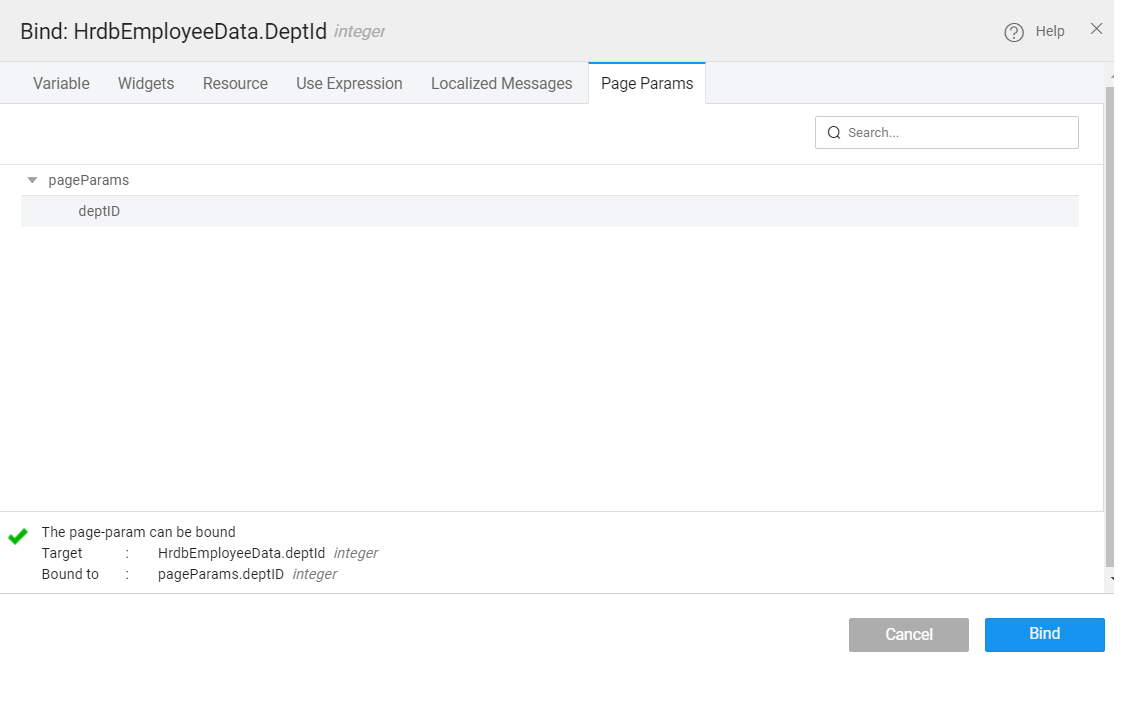 Bind: HrdbEmployeeData.DeptId integer Help
Variable Widgets Resource Use Expression Localized Messages Page Params
Search...
pageParams
deptID
The page-param can be bound
Target : HrdbEmployeeData.deptId integer
Bound to : pageParams.deptID integer
Cancel Bind